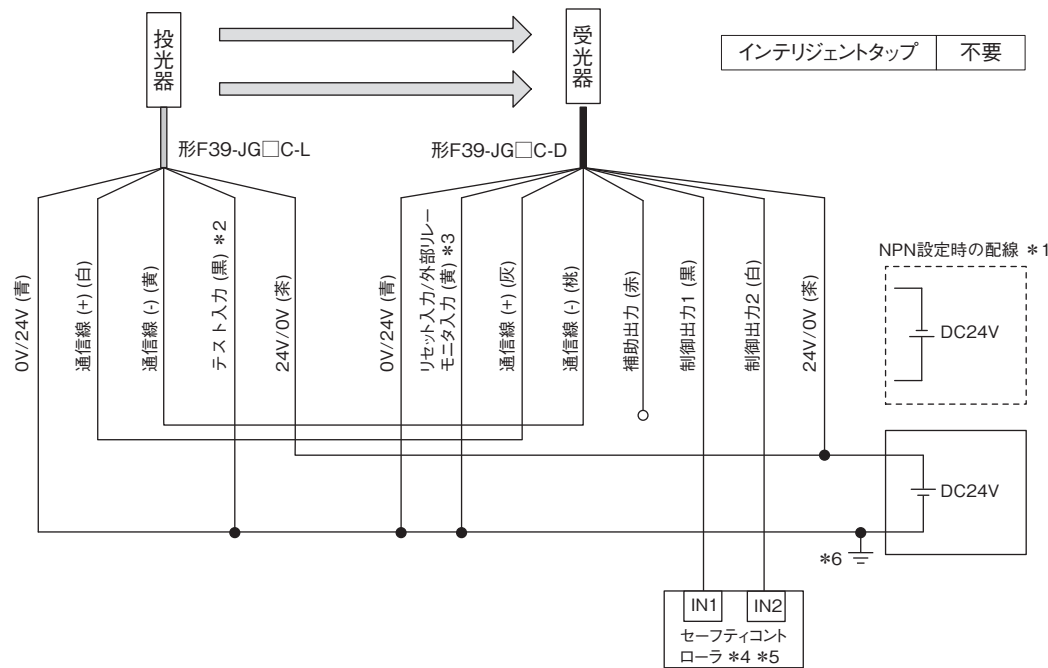 投光器
受光器
インテリジェントタップ 不要
形F39-JG□C-L
形F39-JG□C-D
0V/24V (青)
通信線 (+) (白)
通信線 (-) (黄)
テスト入力 (黒) *2
24V/0V (茶)
0V/24V (青)
リセット入力/外部リレー
モニタ入力 (黄) *3
通信線 (+) (灰)
通信線 (-) (桃)
補助出力 (赤)
制御出力1 (黒)
制御出力2 (白)
24V/0V (茶)
NPN設定時の配線 *1
DC24V
DC24V
*6
IN1 IN2
セーフティコント
ローラ *4 *5